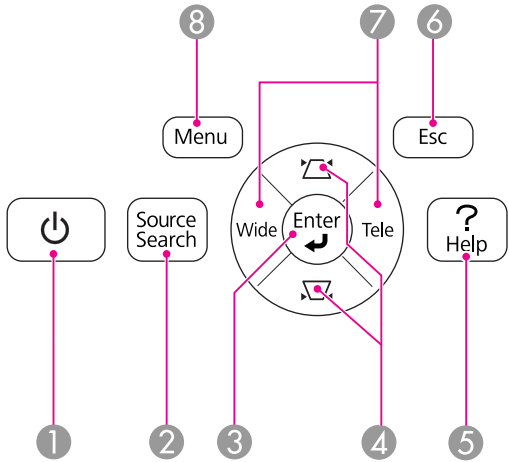 8 7 6
Menu
Esc
Source
Search
Wide
Enter
Tele
?
Help
1 2 3 4 5